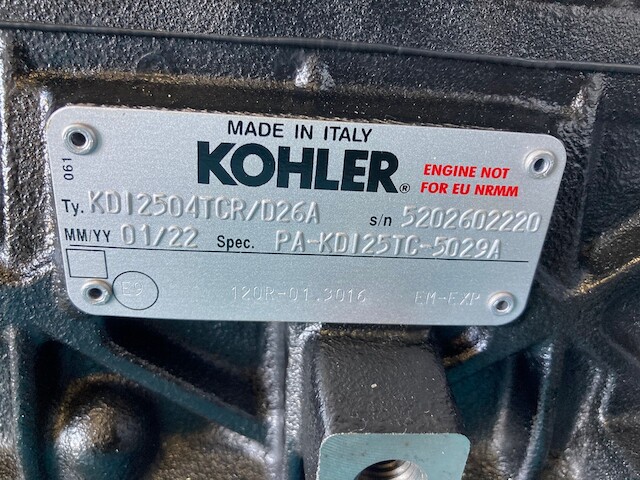 MADE IN ITALY
KOHLER®
ENGINE NOT
FOR EU NRMM
061
Ty. KDI2504TCR/D26A s/n 5202602220
MM/YY 01/22 Spec. PA-KDI25TC-5029A
E9 120R-01.3016 EM-EXP